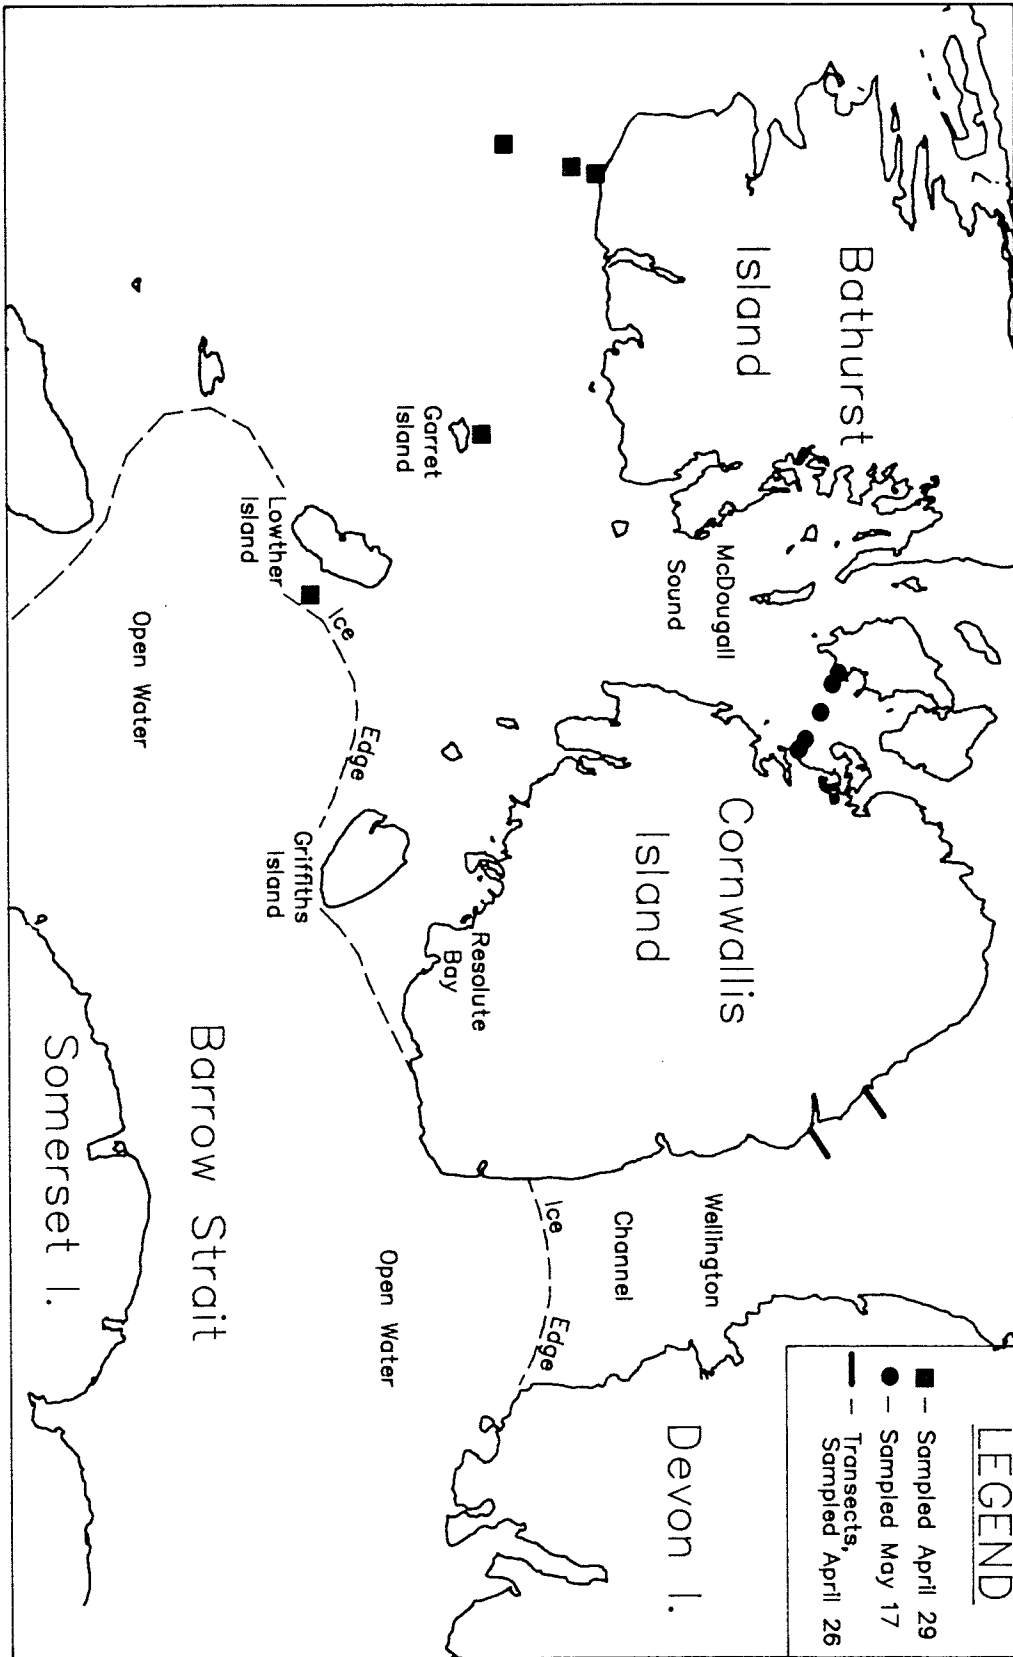 Bathurst
Island
McDougall
Sound
Cornwallis
Island
Garret
Island
Lowther
Island
Ice
Edge
Open Water
Griffiths
Island
Resolute
Bay
Wellington
Channel
Ice
Edge
Open Water
Devon I.
Barrow Strait
Somerset I.
LEGEND
– Sampled April 29
– Sampled May 17
– Transects,
Sampled April 26